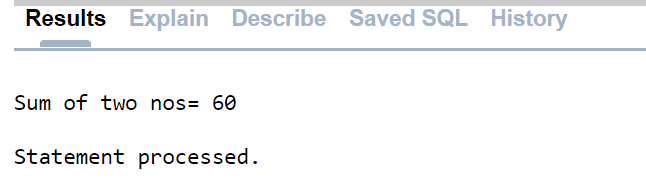 Results Explain Describe Saved SQL History
Sum of two nos= 60
Statement processed.